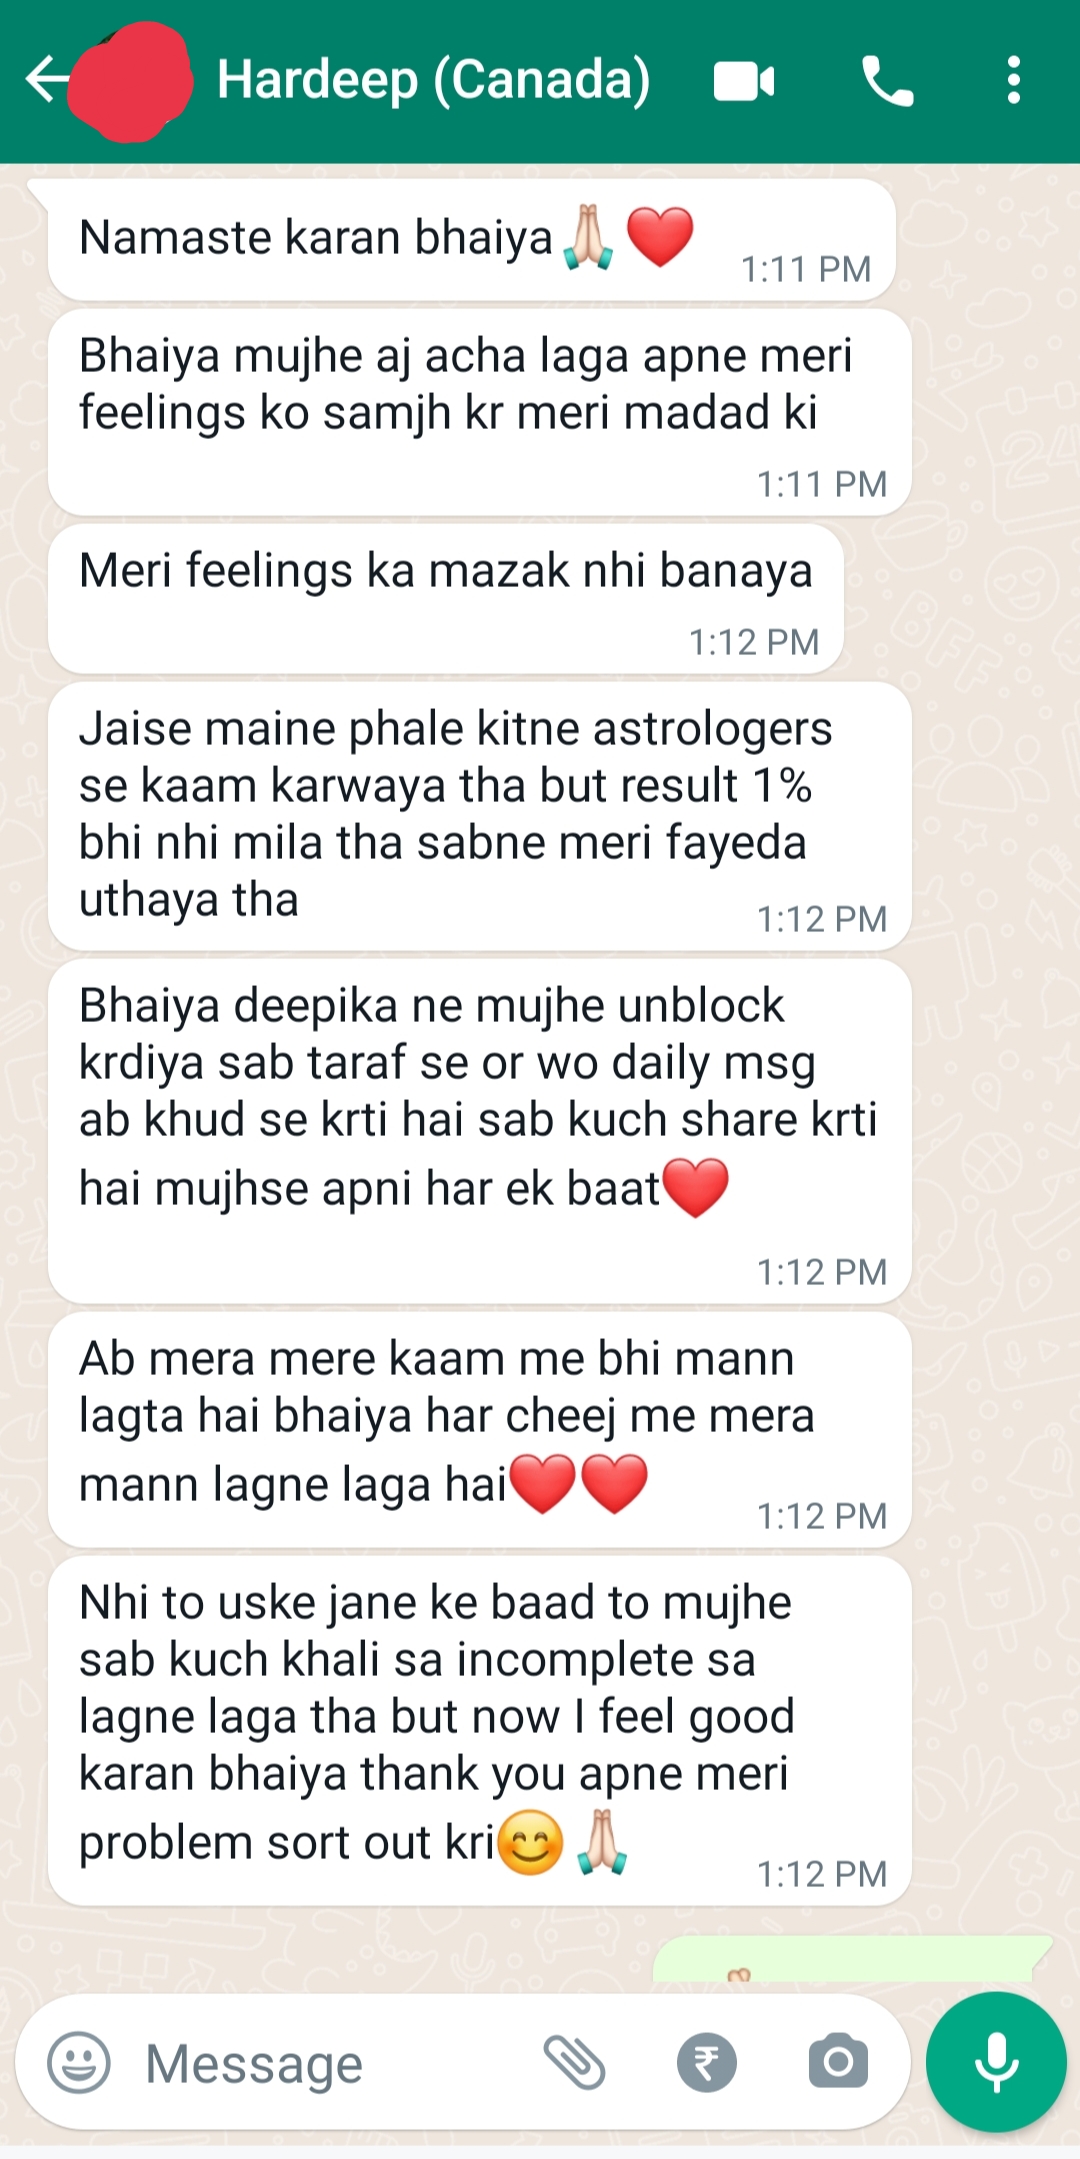 Hardeep (Canada)
Namaste karan bhaiya🙏🏻❤️
1:11 PM
Bhaiya mujhe aj acha laga apne meri
feelings ko samjh kr meri madad ki
1:11 PM
Meri feelings ka mazak nhi banaya
1:12 PM
Jaise maine phale kitne astrologers
se kaam karwaya tha but result 1%
bhi nhi mila tha sabne meri fayeda
uthaya tha
1:12 PM
Bhaiya deepika ne mujhe unblock
krdiya sab taraf se or wo daily msg
ab khud se krti hai sab kuch share krti
hai mujhse apni har ek baat❤️
1:12 PM
Ab mera mere kaam me bhi mann
lagta hai bhaiya har cheej me mera
mann lagne laga hai❤️❤️
1:12 PM
Nhi to uske jane ke baad to mujhe
sab kuch khali sa incomplete sa
lagne laga tha but now I feel good
karan bhaiya thank you apne meri
problem sort out kri😊🙏🏻
1:12 PM
Message